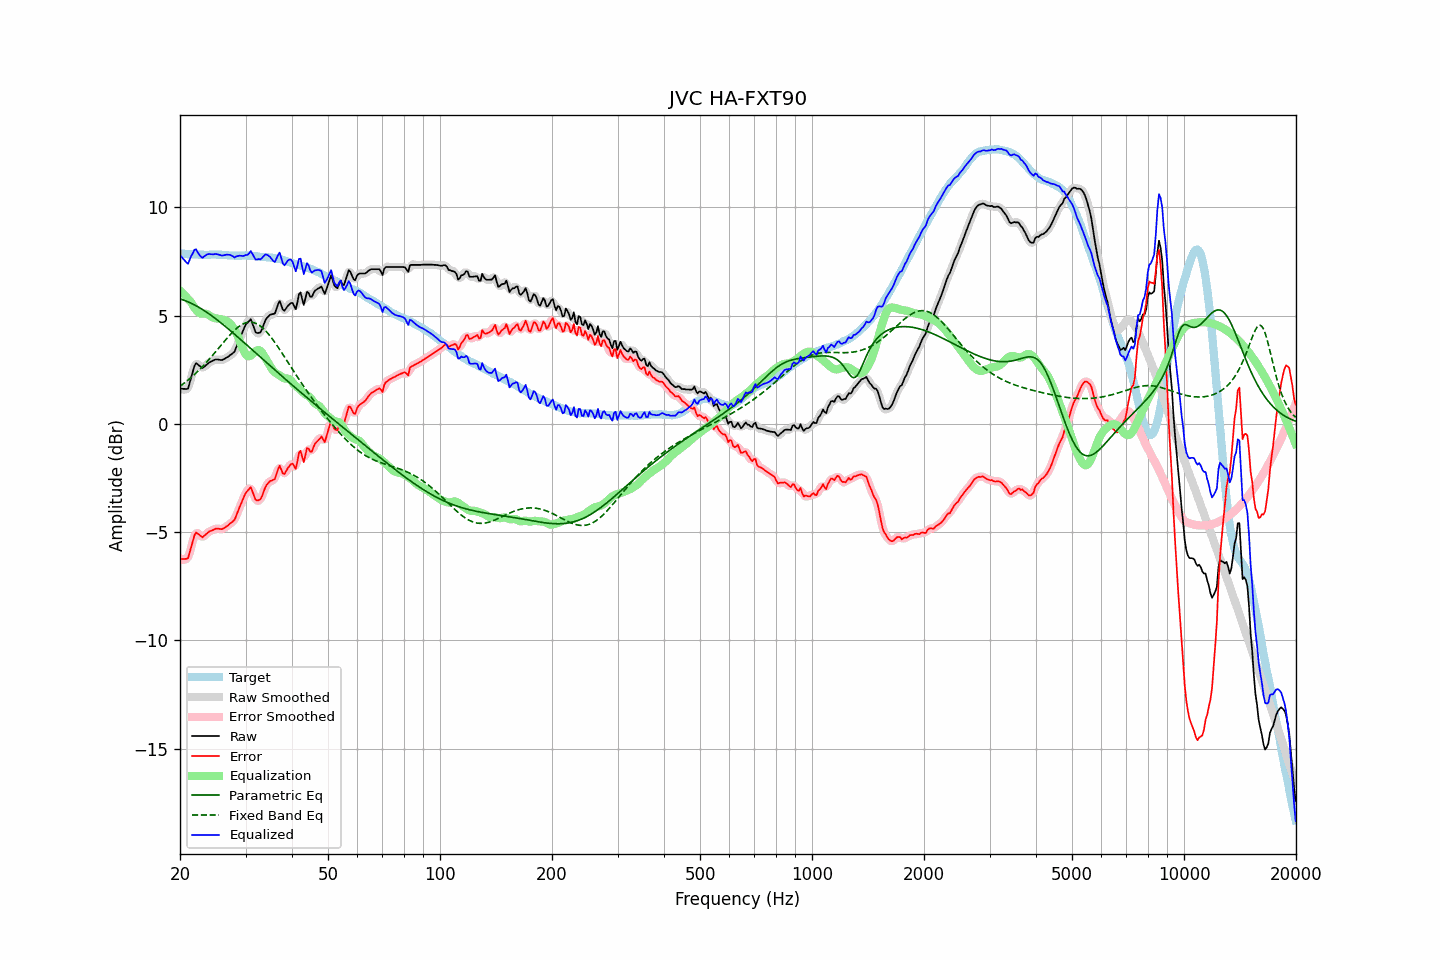 JVC HA-FXT90
Amplitude (dBr)
10
5
0
−5
−10
−15
Target
Raw Smoothed
Error Smoothed
Raw
Error
Equalization
Parametric Eq
Fixed Band Eq
Equalized
20 50 100 200 500 1000 2000 5000 10000 20000
Frequency (Hz)